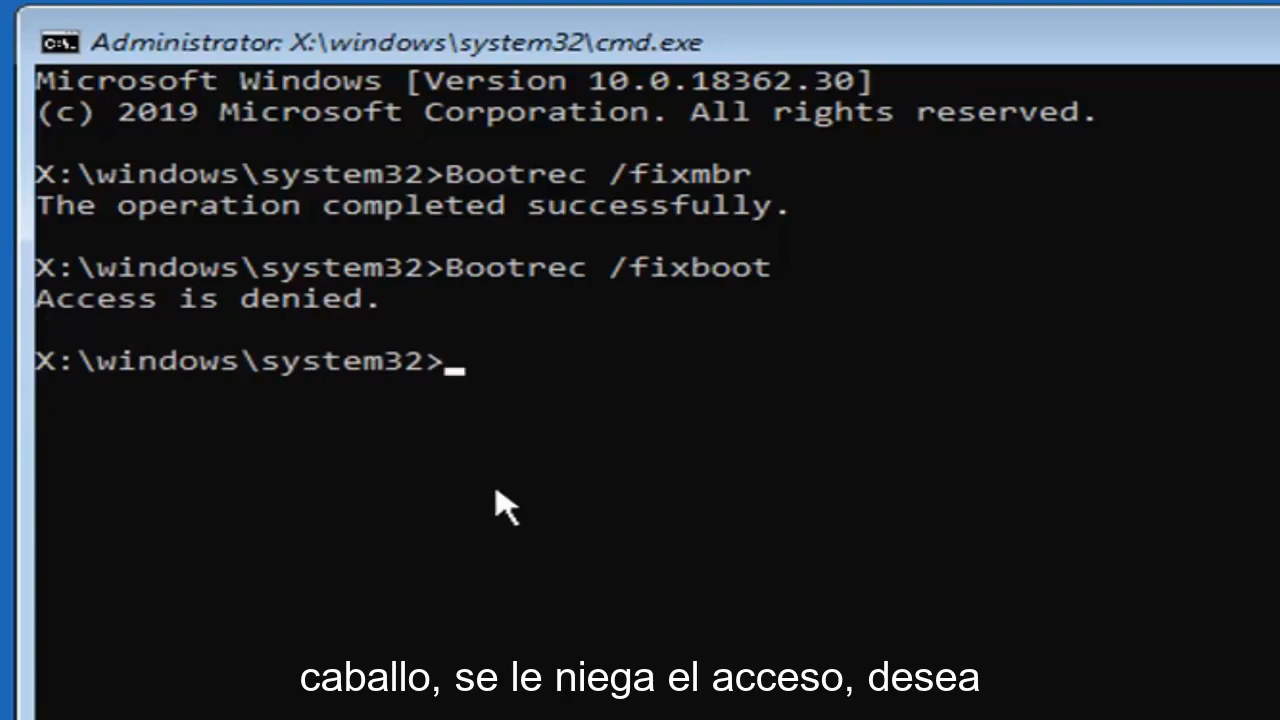 Administrator: X:\windows\system32\cmd.exe
Microsoft Windows [Version 10.0.18362.30]
(c) 2019 Microsoft Corporation. All rights reserved.
X:\windows\system32>Bootrec /fixmbr
The operation completed successfully.
X:\windows\system32>Bootrec /fixboot
Access is denied.
X:\windows\system32>
caballo, se le niega el acceso, desea